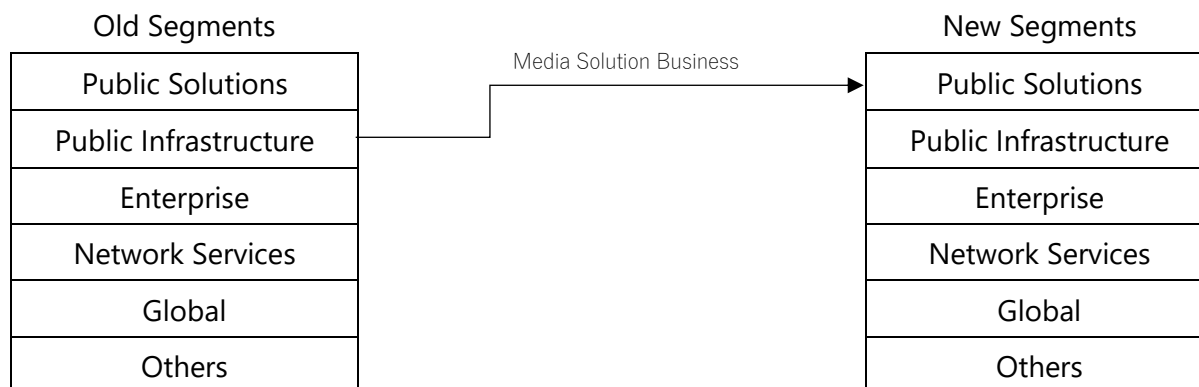 Old Segments
Public Solutions
Public Infrastructure
Enterprise
Network Services
Global
Others
Media Solution Business
New Segments
Public Solutions
Public Infrastructure
Enterprise
Network Services
Global
Others